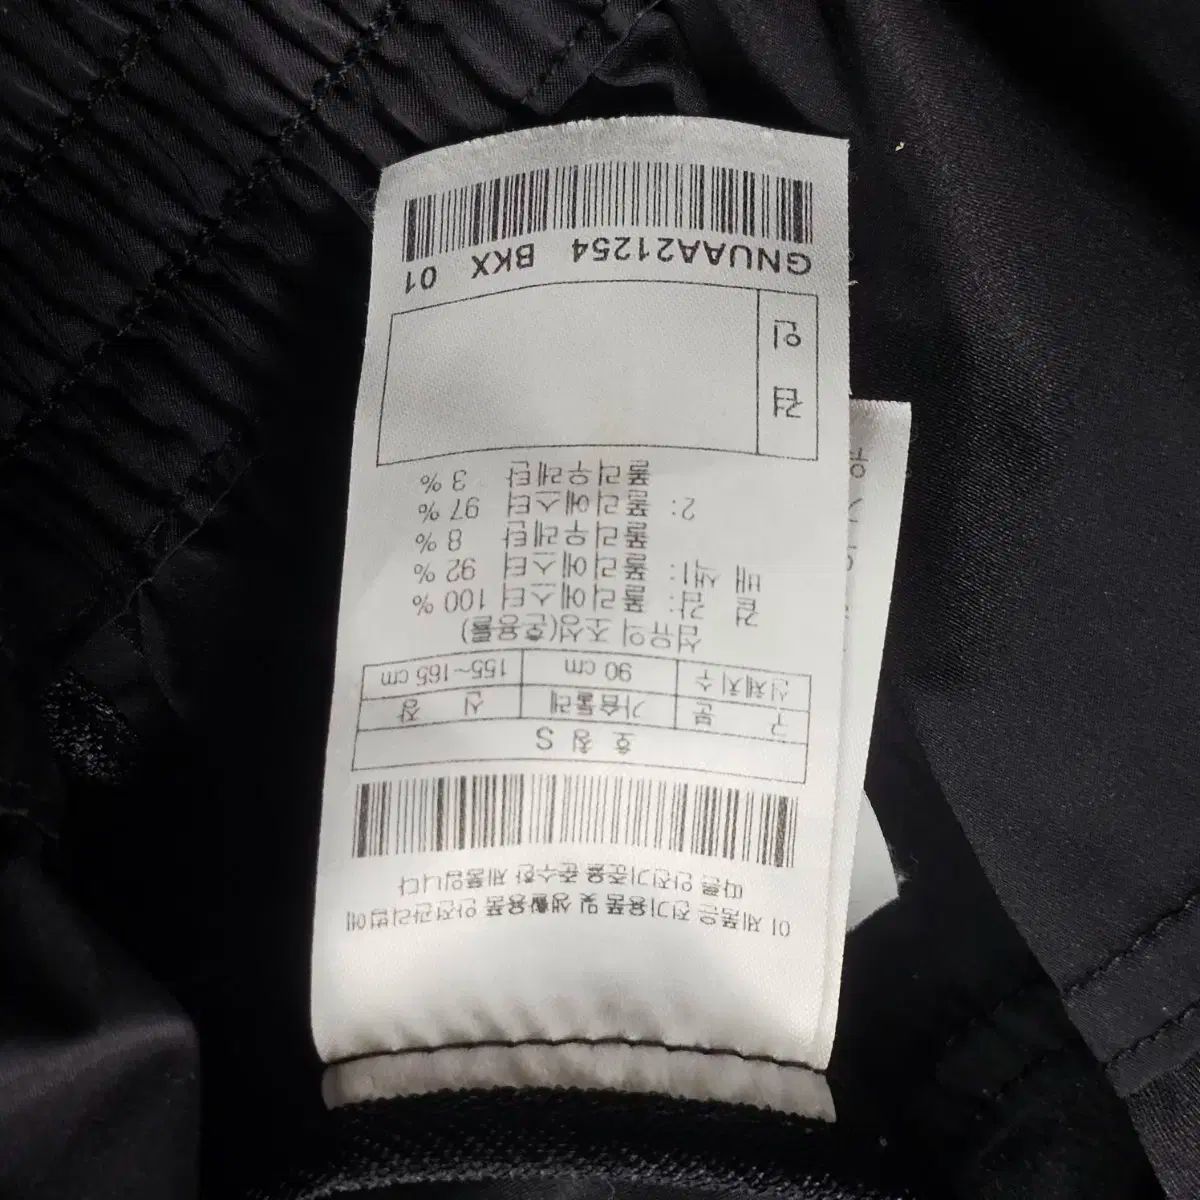 이 제품은 전기용품 및 생활용품 안전관리법에
따른 안전기준을 준수한 제품입니다
호 칭 S
구 분 가슴둘레 신 장
신체치수 90 cm 155~165 cm
섬유의 조성(혼용률)
겉 감: 폴리에스터 100 %
배 색1: 폴리에스터 92 %
폴리우레탄 8 %
2: 폴리에스터 97 %
폴리우레탄 3 %
검 인
GNUAA21254 BKX 01